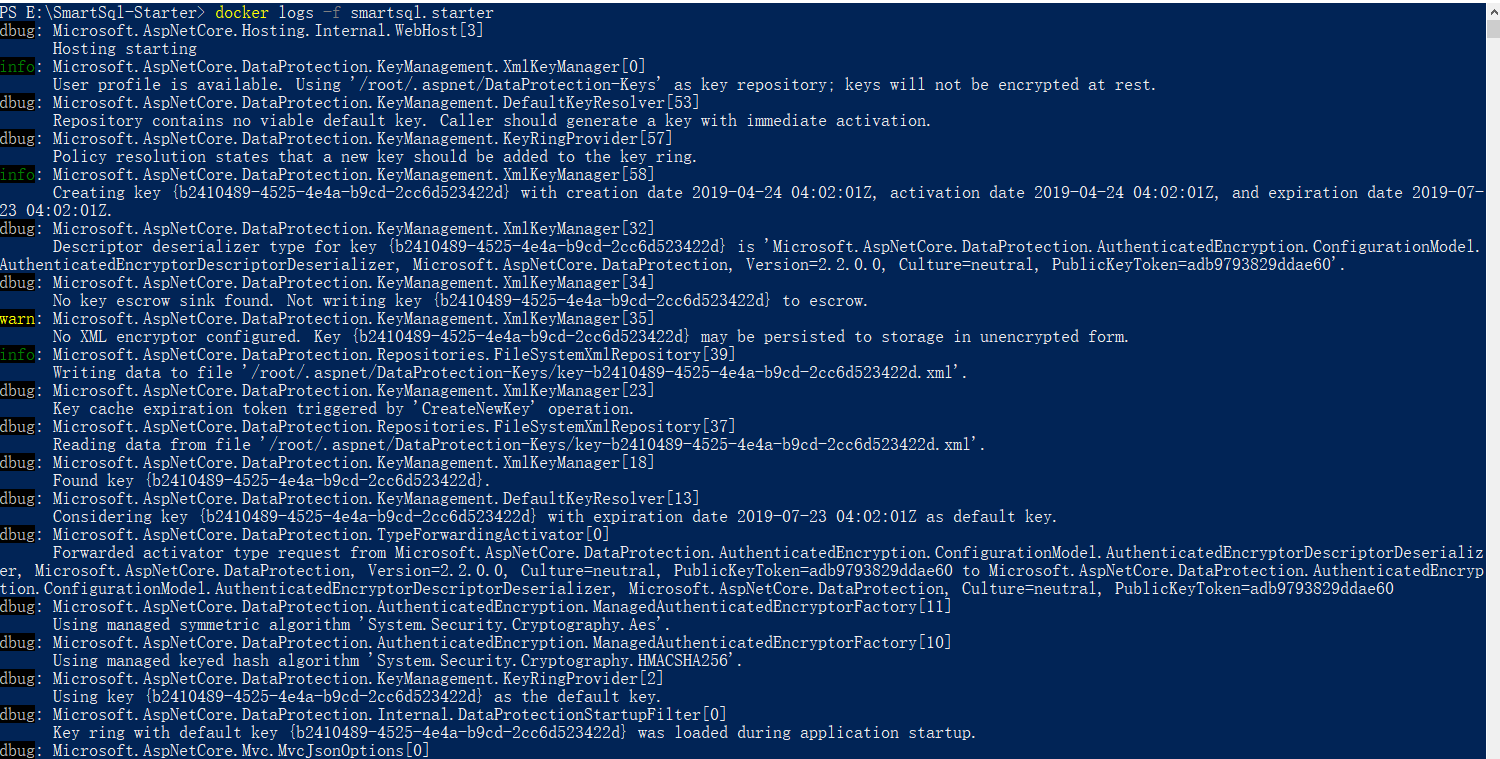 PS E:\SmartSql-Starter> docker logs -f smartsql.starter
dbug: Microsoft.AspNetCore.Hosting.Internal.WebHost[3]
      Hosting starting
info: Microsoft.AspNetCore.DataProtection.KeyManagement.XmlKeyManager[0]
      User profile is available. Using '/root/.aspnet/DataProtection-Keys' as key repository; keys will not be encrypted at rest.
dbug: Microsoft.AspNetCore.DataProtection.KeyManagement.DefaultKeyResolver[53]
      Repository contains no viable default key. Caller should generate a key with immediate activation.
dbug: Microsoft.AspNetCore.DataProtection.KeyManagement.KeyRingProvider[57]
      Policy resolution states that a new key should be added to the key ring.
info: Microsoft.AspNetCore.DataProtection.KeyManagement.XmlKeyManager[58]
      Creating key {b2410489-4525-4e4a-b9cd-2cc6d523422d} with creation date 2019-04-24 04:02:01Z, activation date 2019-04-24 04:02:01Z, and expiration date 2019-07-
23 04:02:01Z.
dbug: Microsoft.AspNetCore.DataProtection.KeyManagement.XmlKeyManager[32]
      Descriptor deserializer type for key {b2410489-4525-4e4a-b9cd-2cc6d523422d} is 'Microsoft.AspNetCore.DataProtection.AuthenticatedEncryption.ConfigurationModel.
AuthenticatedEncryptorDescriptorDeserializer, Microsoft.AspNetCore.DataProtection, Version=2.2.0.0, Culture=neutral, PublicKeyToken=adb9793829ddae60'.
dbug: Microsoft.AspNetCore.DataProtection.KeyManagement.XmlKeyManager[34]
      No key escrow sink found. Not writing key {b2410489-4525-4e4a-b9cd-2cc6d523422d} to escrow.
warn: Microsoft.AspNetCore.DataProtection.KeyManagement.XmlKeyManager[35]
      No XML encryptor configured. Key {b2410489-4525-4e4a-b9cd-2cc6d523422d} may be persisted to storage in unencrypted form.
info: Microsoft.AspNetCore.DataProtection.Repositories.FileSystemXmlRepository[39]
      Writing data to file '/root/.aspnet/DataProtection-Keys/key-b2410489-4525-4e4a-b9cd-2cc6d523422d.xml'.
dbug: Microsoft.AspNetCore.DataProtection.KeyManagement.XmlKeyManager[23]
      Key cache expiration token triggered by 'CreateNewKey' operation.
dbug: Microsoft.AspNetCore.DataProtection.Repositories.FileSystemXmlRepository[37]
      Reading data from file '/root/.aspnet/DataProtection-Keys/key-b2410489-4525-4e4a-b9cd-2cc6d523422d.xml'.
dbug: Microsoft.AspNetCore.DataProtection.KeyManagement.XmlKeyManager[18]
      Found key {b2410489-4525-4e4a-b9cd-2cc6d523422d}.
dbug: Microsoft.AspNetCore.DataProtection.KeyManagement.DefaultKeyResolver[13]
      Considering key {b2410489-4525-4e4a-b9cd-2cc6d523422d} with expiration date 2019-07-23 04:02:01Z as default key.
dbug: Microsoft.AspNetCore.DataProtection.TypeForwardingActivator[0]
      Forwarded activator type request from Microsoft.AspNetCore.DataProtection.AuthenticatedEncryption.ConfigurationModel.AuthenticatedEncryptorDescriptorDeserializ
er, Microsoft.AspNetCore.DataProtection, Version=2.2.0.0, Culture=neutral, PublicKeyToken=adb9793829ddae60 to Microsoft.AspNetCore.DataProtection.AuthenticatedEncryp
tion.ConfigurationModel.AuthenticatedEncryptorDescriptorDeserializer, Microsoft.AspNetCore.DataProtection, Culture=neutral, PublicKeyToken=adb9793829ddae60
dbug: Microsoft.AspNetCore.DataProtection.AuthenticatedEncryption.ManagedAuthenticatedEncryptorFactory[11]
      Using managed symmetric algorithm 'System.Security.Cryptography.Aes'.
dbug: Microsoft.AspNetCore.DataProtection.AuthenticatedEncryption.ManagedAuthenticatedEncryptorFactory[10]
      Using managed keyed hash algorithm 'System.Security.Cryptography.HMACSHA256'.
dbug: Microsoft.AspNetCore.DataProtection.KeyManagement.KeyRingProvider[2]
      Using key {b2410489-4525-4e4a-b9cd-2cc6d523422d} as the default key.
dbug: Microsoft.AspNetCore.DataProtection.Internal.DataProtectionStartupFilter[0]
      Key ring with default key {b2410489-4525-4e4a-b9cd-2cc6d523422d} was loaded during application startup.
dbug: Microsoft.AspNetCore.Mvc.MvcJsonOptions[0]